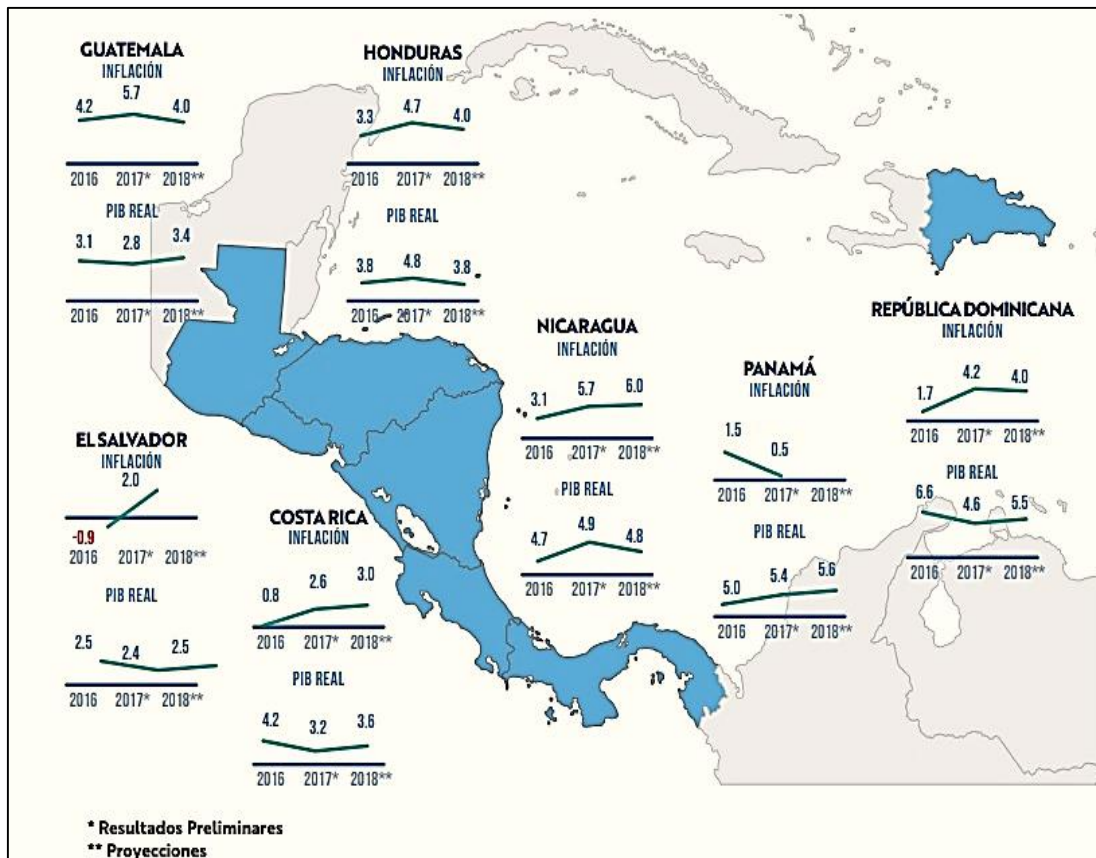 GUATEMALA
INFLACIÓN
4.2 5.7 4.0
2016 2017* 2018**
PIB REAL
3.1 2.8 3.4
2016 2017* 2018**
HONDURAS
INFLACIÓN
3.3 4.7 4.0
2016 2017* 2018**
3.8 4.8 3.8
2016 2017* 2018**
EL SALVADOR
INFLACIÓN
2.0
-0.9
2016 2017* 2018**
PIB REAL
2.5 2.4 2.5
2016 2017* 2018**
COSTA RICA
INFLACIÓN
0.8 2.6 3.0
2016 2017* 2018**
PIB REAL
4.2 3.2 3.6
2016 2017* 2018**
NICARAGUA
INFLACIÓN
3.1 5.7 6.0
2016 2017* 2018**
PIB REAL
4.7 4.9 4.8
2016 2017* 2018**
PANAMÁ
INFLACIÓN
1.5 0.5
2016 2017* 2018**
PIB REAL
5.0 5.4 5.6
2016 2017* 2018**
REPÚBLICA DOMINICANA
INFLACIÓN
1.7 4.2 4.0
2016 2017* 2018**
PIB REAL
6.6 4.6 5.5
2016 2017* 2018**
* Resultados Preliminares
** Proyecciones